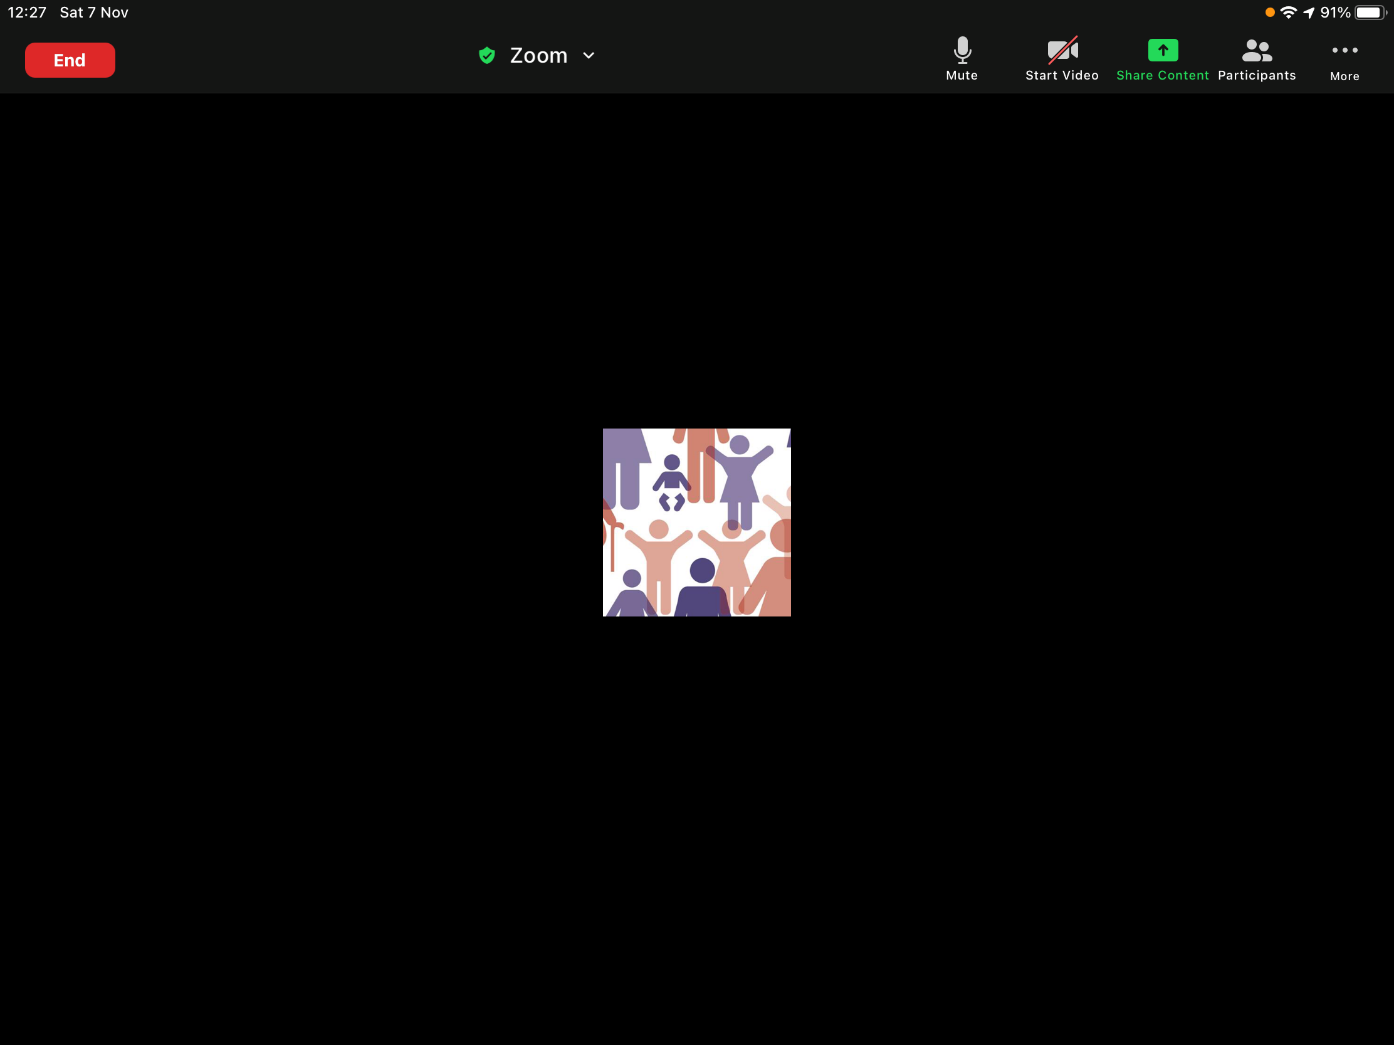 12:27 Sat 7 Nov 91%
End Zoom Mute Start Video Share Content Participants More